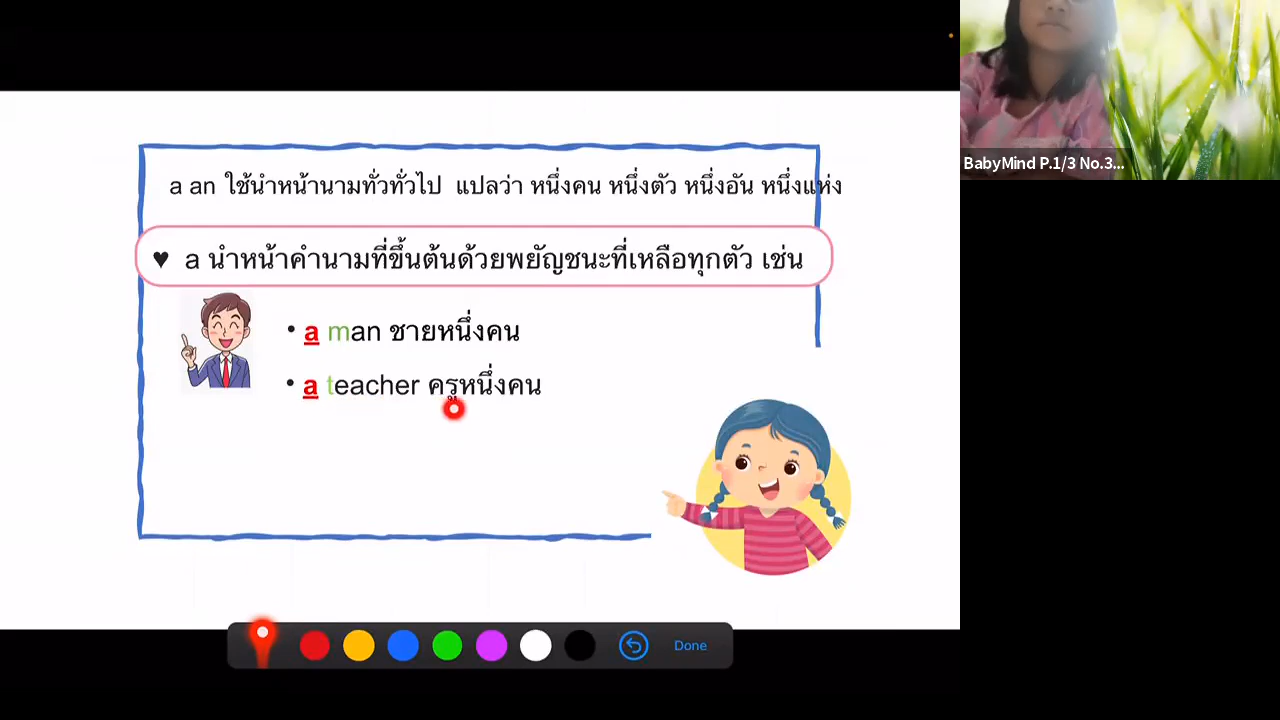 a an ใช้นำหน้านามทั่วทั่วไป แปลว่า หนึ่งคน หนึ่งตัว หนึ่งอัน หนึ่งแห่ง
♥ a นำหน้าคำนามที่ขึ้นต้นด้วยพยัญชนะที่เหลือทุกตัว เช่น
• a man ชายหนึ่งคน
• a teacher ครูหนึ่งคน
BabyMind P.1/3 No.3...
Done